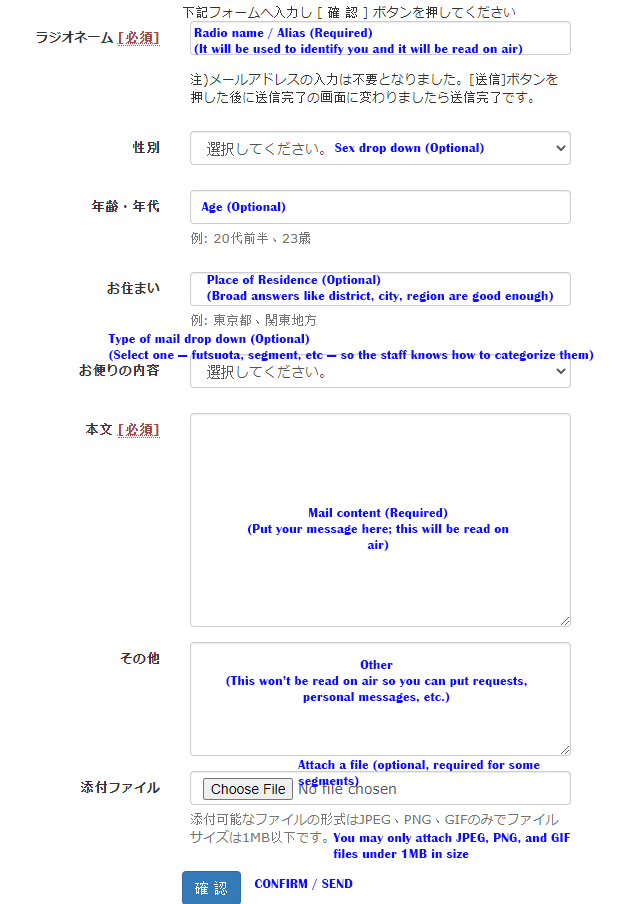 下記フォームへ入力し [ 確 認 ] ボタンを押してください
ラジオネーム [必須]
Radio name / Alias (Required)
(It will be used to identify you and it will be read on air)
注)メールアドレスの入力は不要となりました。[送信]ボタンを
押した後に送信完了の画面に変わりましたら送信完了です。
性別
選択してください。 Sex drop down (Optional)
年齢・年代
Age (Optional)
例: 20代前半、23歳
お住まい
Place of Residence (Optional)
(Broad answers like district, city, region are good enough)
例: 東京都、関東地方
Type of mail drop down (Optional)
(Select one — futsuota, segment, etc — so the staff knows how to categorize them)
お便りの内容
選択してください。
本文 [必須]
Mail content (Required)
(Put your message here; this will be read on
air)
その他
Other
(This won't be read on air so you can put requests,
personal messages, etc.)
Attach a file (optional, required for some
segments)
添付ファイル
Choose File No file chosen
添付可能なファイルの形式はJPEG、PNG、GIFのみでファイル
サイズは1MB以下です。
You may only attach JPEG, PNG, and GIF
files under 1MB in size
確 認
CONFIRM / SEND